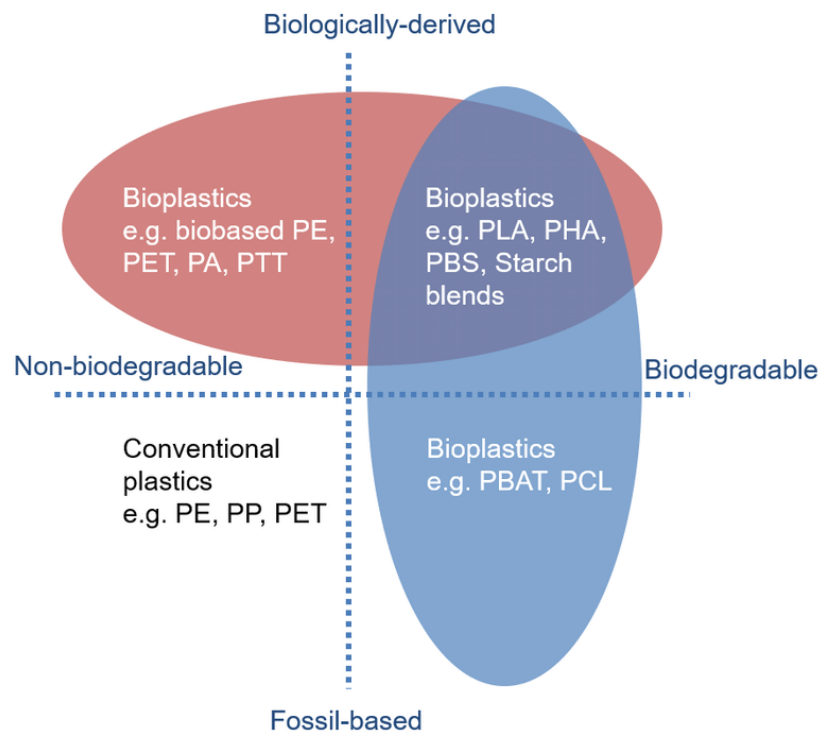 Biologically-derived
Bioplastics
e.g. biobased PE,
PET, PA, PTT
Bioplastics
e.g. PLA, PHA,
PBS, Starch
blends
Non-biodegradable
Biodegradable
Conventional
plastics
e.g. PE, PP, PET
Bioplastics
e.g. PBAT, PCL
Fossil-based